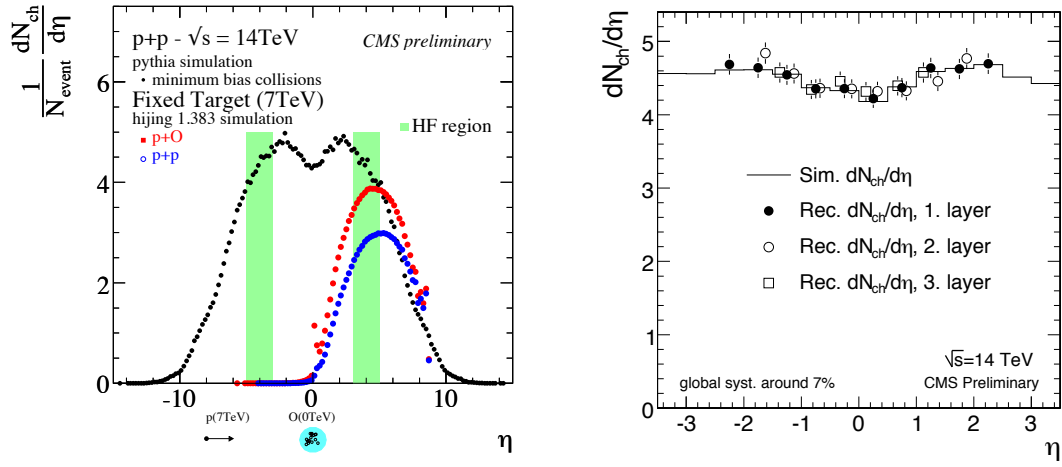 1/N_event dN_ch/dη
p+p - √s = 14TeV
CMS preliminary
pythia simulation
• minimum bias collisions
Fixed Target (7TeV)
hijing 1.383 simulation
p+O
p+p
HF region
6
4
2
0
-10 0 10
p(7TeV) O(0TeV)
η
dN_ch/dη
5
4
3
2
1
0
Sim. dN_ch/dη
Rec. dN_ch/dη, 1. layer
Rec. dN_ch/dη, 2. layer
Rec. dN_ch/dη, 3. layer
√s=14 TeV
global syst. around 7% CMS Preliminary
-3 -2 -1 0 1 2 3
η